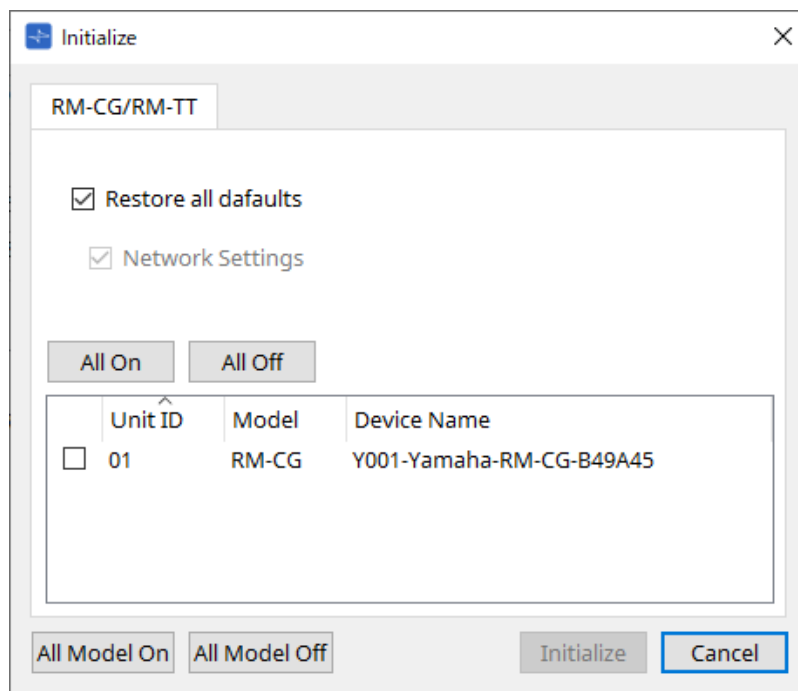 Initialize
RM-CG/RM-TT
Restore all dafaults
Network Settings
All On All Off
Unit ID Model Device Name
01 RM-CG Y001-Yamaha-RM-CG-B49A45
All Model On All Model Off Initialize Cancel